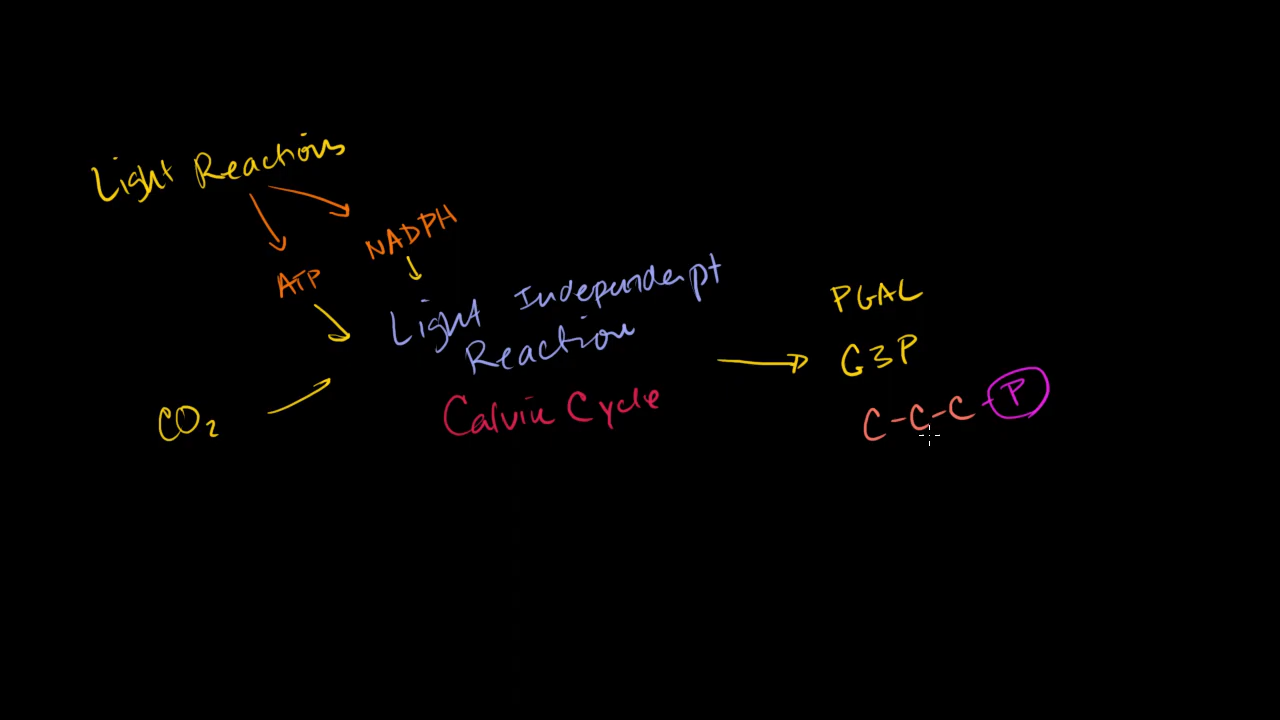 Light Reactions
ATP
NADPH
Light Independent
Reaction
Calvin Cycle
CO2
PGAL
G3P
C-C-C-P